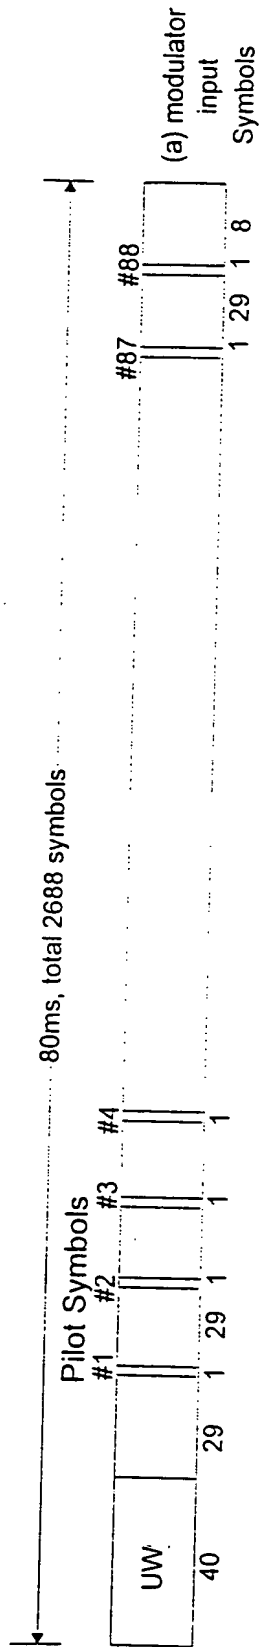 80ms, total 2688 symbols
Pilot Symbols
#1 #2 #3 #4 #87 #88
UW
40 29 1 29 1 1 1 1 29 1 8
(a) modulator
input
Symbols